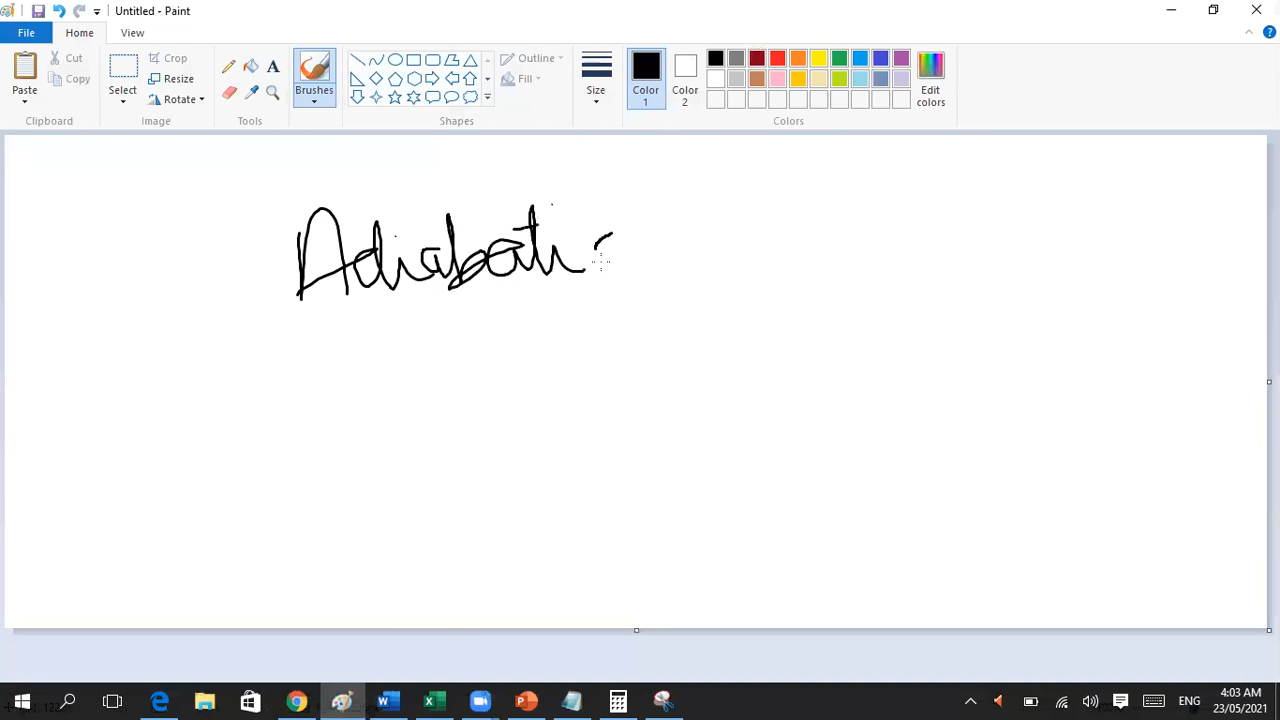 Untitled - Paint
File Home View
Cut
Copy
Paste
Crop
Resize
Rotate
Select
Brushes
Outline
Fill
Size
Color 1
Color 2
Edit colors
Clipboard Image Tools Shapes Colors
Adiabati
ENG
4:03 AM
23/05/2021